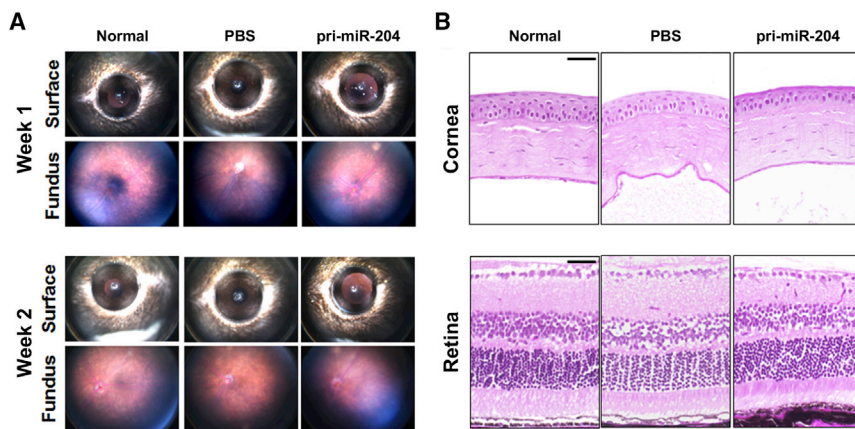 A
Normal PBS pri-miR-204
Week 1
Surface
Fundus
Week 2
Surface
Fundus
B
Normal PBS pri-miR-204
Cornea
Retina